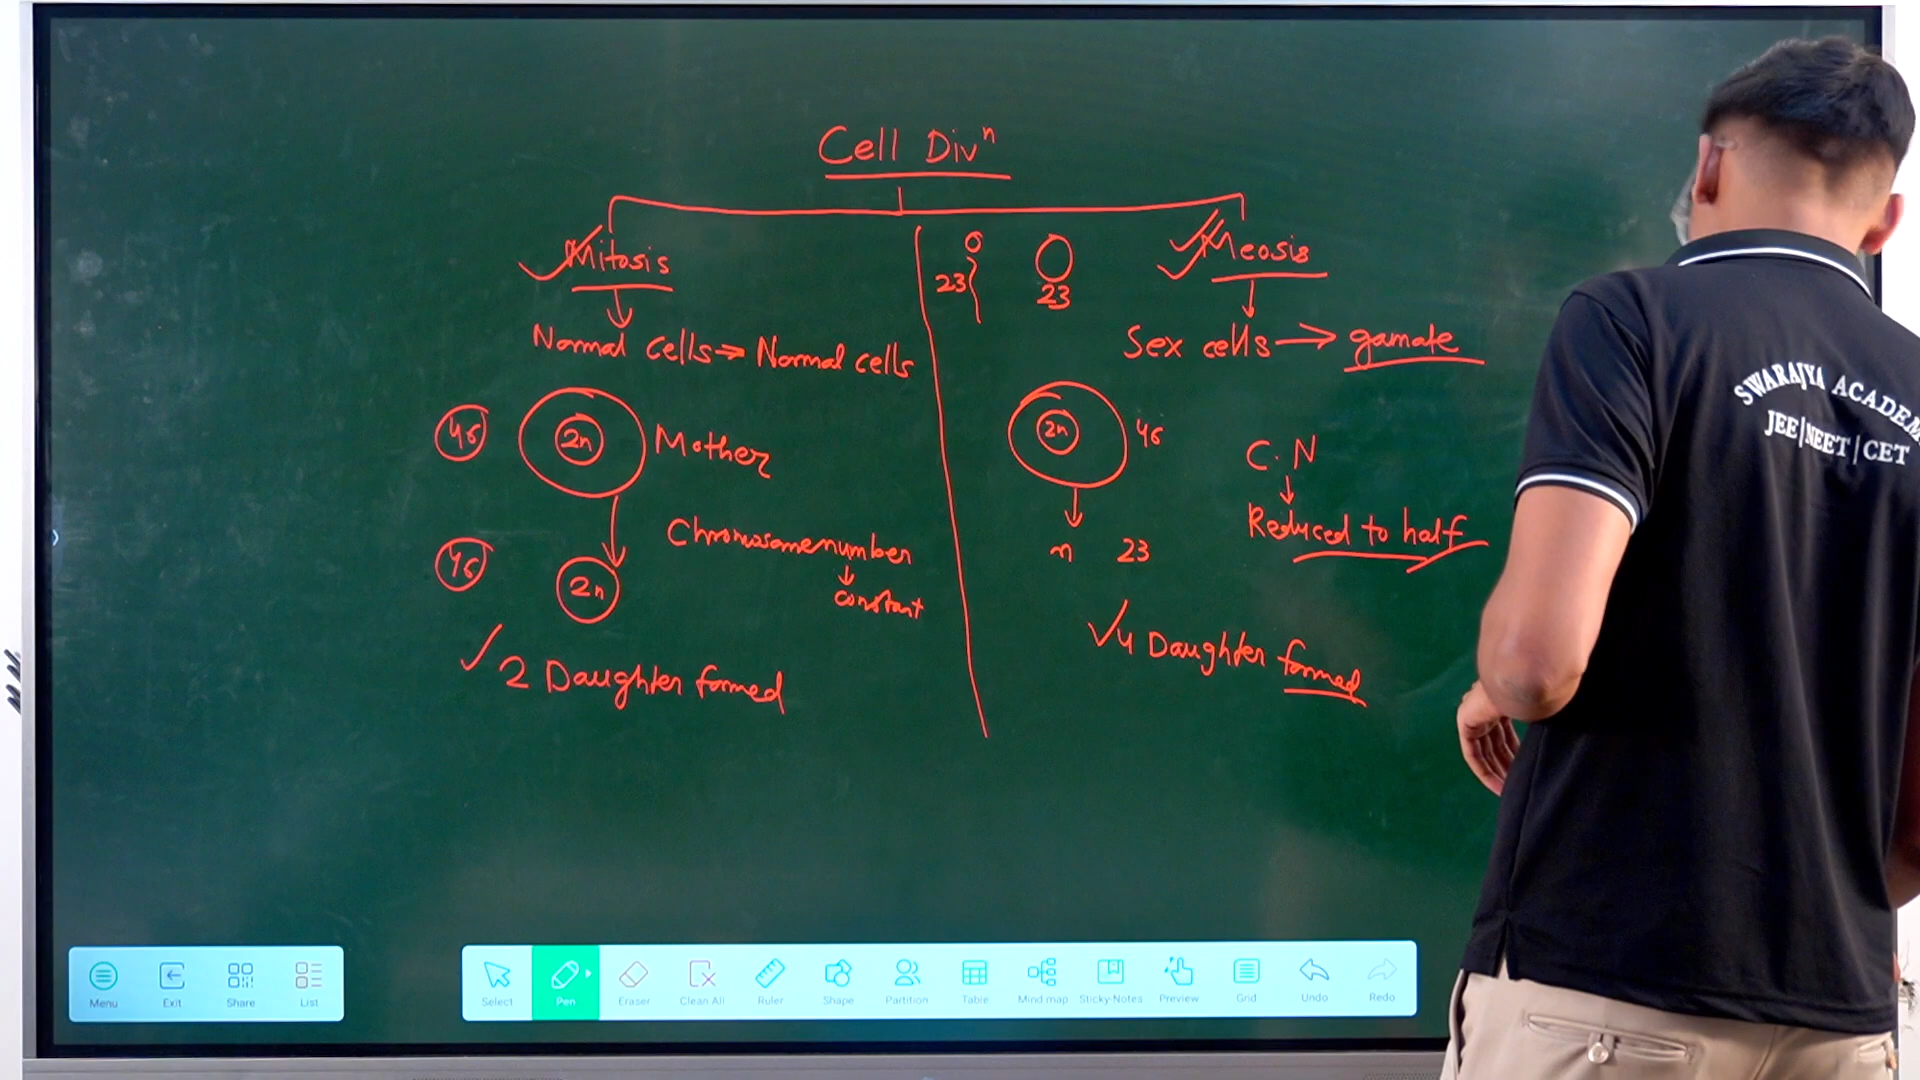 Cell Divⁿ
Mitosis
Normal cells → Normal cells
46
2n
Mother
Chromosome number
↓
constant
46
2n
✓ 2 Daughter formed
23
23
Meosis
Sex cells → gamate
2n
46
n 23
C.N
↓
Reduced to half
✓ 4 Daughter formed
SWARAJYA ACADEM
JEE|NEET|CET
Menu Exit Share List
Select Pen Eraser Clean All Ruler Shape Partition Table Mind map Sticky-Notes Preview Grid Undo Redo